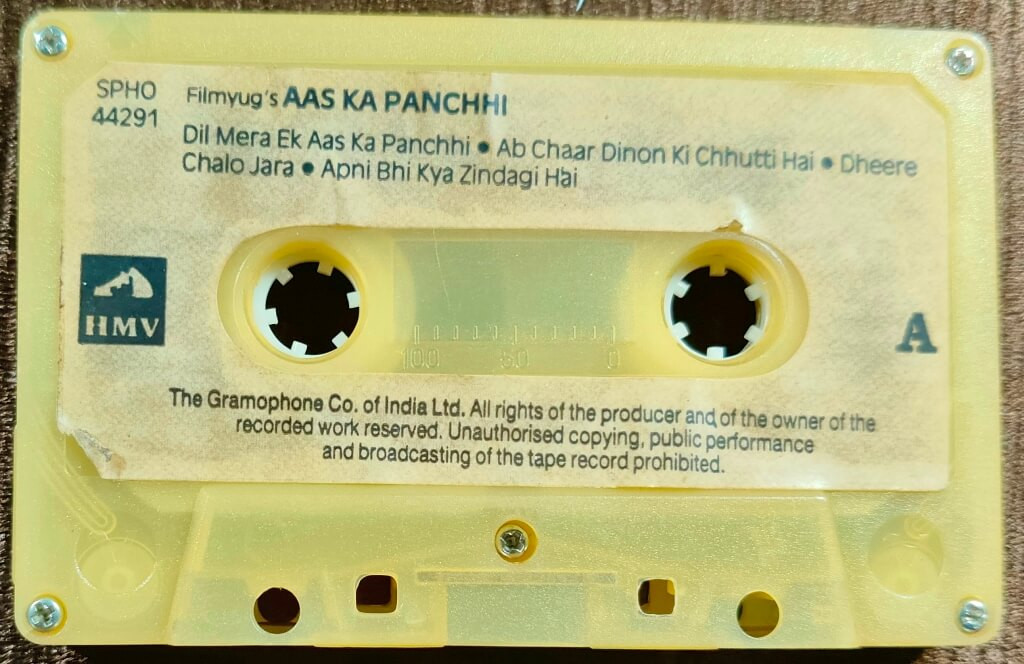 SPHO
44291
Filmyug's AAS KA PANCHHI
Dil Mera Ek Aas Ka Panchhi • Ab Chaar Dinon Ki Chhutti Hai • Dheere
Chalo Jara • Apni Bhi Kya Zindagi Hai
HMV
A
100 50 0
The Gramophone Co. of India Ltd. All rights of the producer and of the owner of the
recorded work reserved. Unauthorised copying, public performance
and broadcasting of the tape record prohibited.